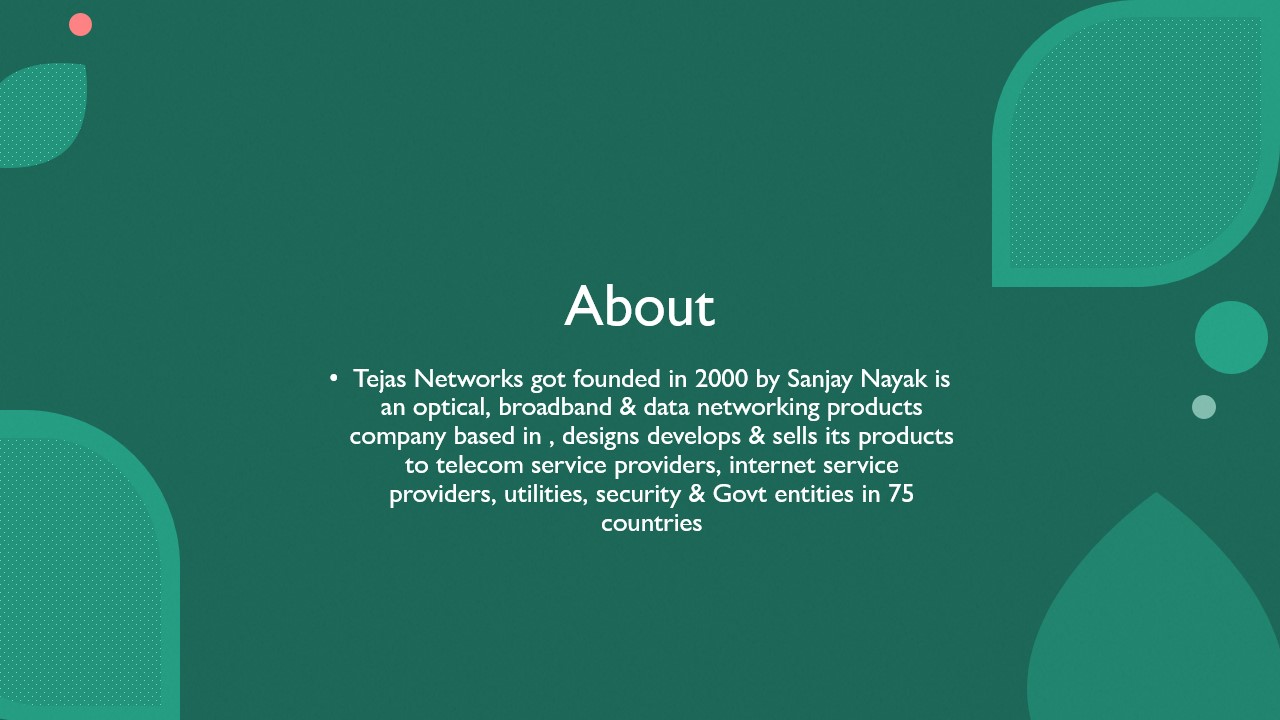 About
• Tejas Networks got founded in 2000 by Sanjay Nayak is
an optical, broadband & data networking products
company based in , designs develops & sells its products
to telecom service providers, internet service
providers, utilities, security & Govt entities in 75
countries